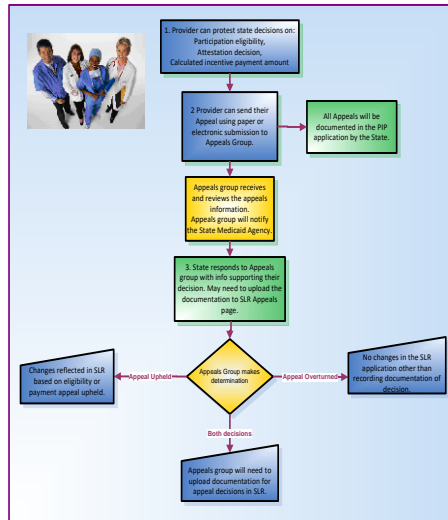 1. Provider can protest state decisions on:
Participation eligibility,
Attestation decision,
Calculated incentive payment amount
2 Provider can send their
Appeal using paper or
electronic submission to
Appeals Group.
All Appeals will be
documented in the PIP
application by the State.
Appeals group receives
and reviews the appeals
information.
Appeals group will notify
the State Medicaid Agency.
3. State responds to Appeals
group with info supporting their
decision. May need to upload the
documentation to SLR Appeals
page.
Changes reflected in SLR
based on eligibility or
payment appeal upheld.
Appeal Upheld
Appeals Group makes
determination
Appeal Overturned
No changes in the SLR
application other than
recording documentation of
decision.
Both decisions
Appeals group will need to
upload documentation for
appeal decisions in SLR.